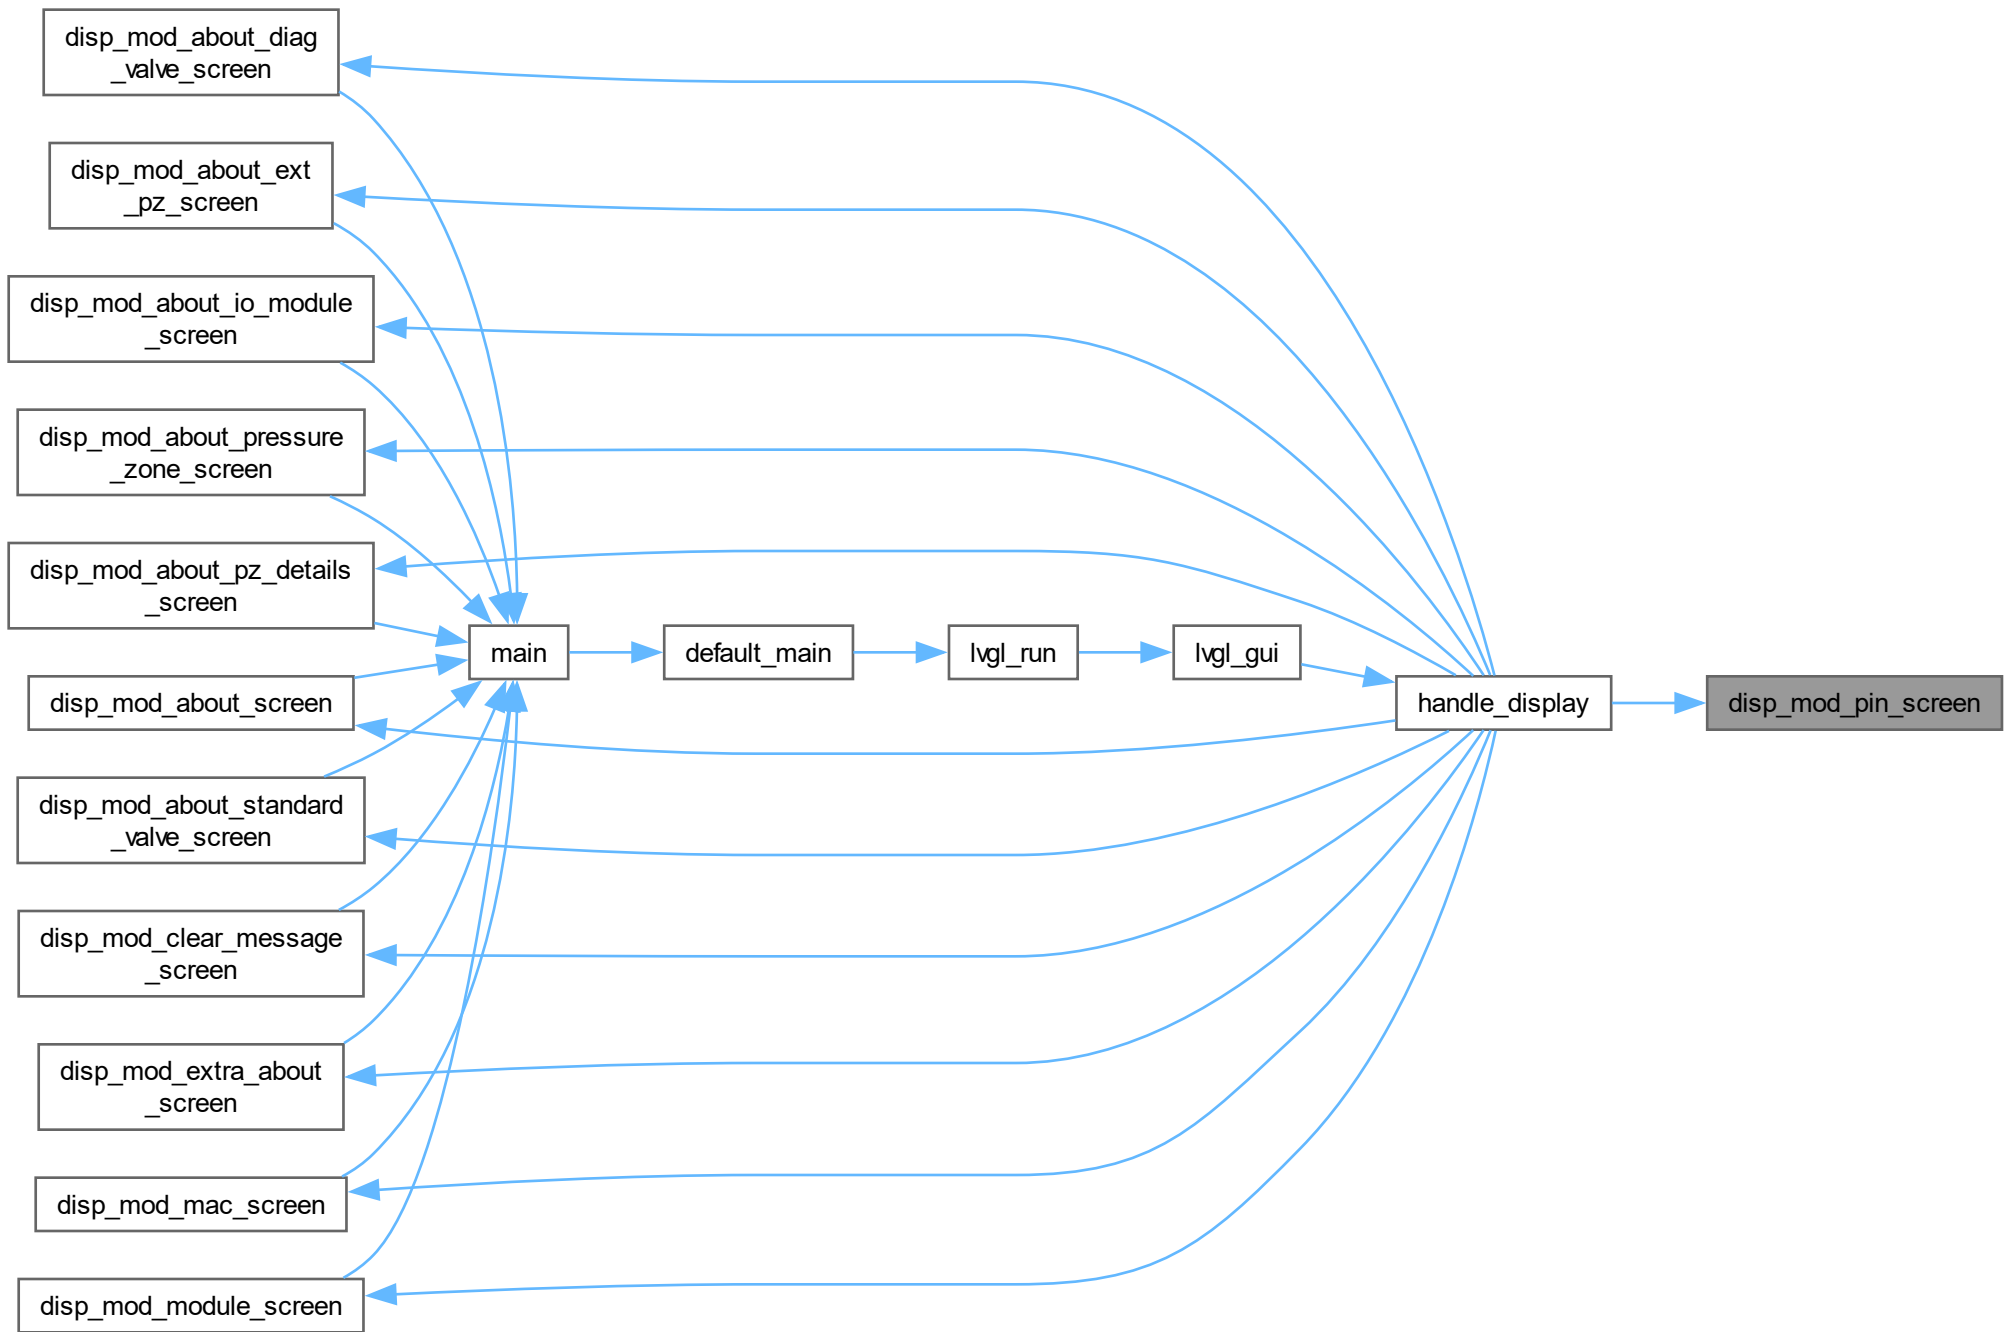 disp_mod_about_diag
_valve_screen
disp_mod_about_ext
_pz_screen
disp_mod_about_io_module
_screen
disp_mod_about_pressure
_zone_screen
disp_mod_about_pz_details
_screen
disp_mod_about_screen
disp_mod_about_standard
_valve_screen
disp_mod_clear_message
_screen
disp_mod_extra_about
_screen
disp_mod_mac_screen
disp_mod_module_screen
main
default_main
lvgl_run
lvgl_gui
handle_display
disp_mod_pin_screen